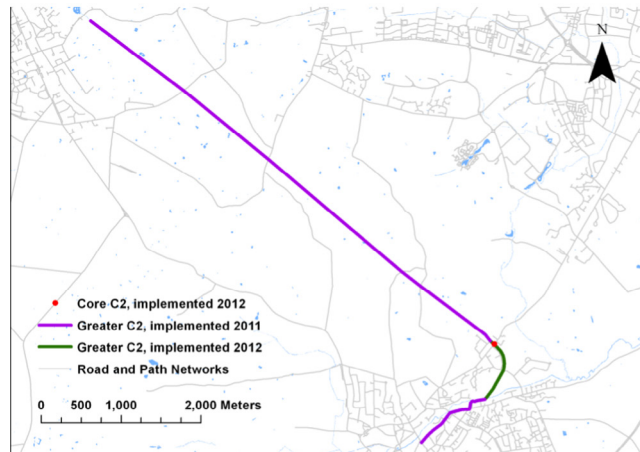 N
Core C2, implemented 2012
Greater C2, implemented 2011
Greater C2, implemented 2012
Road and Path Networks
0 500 1,000 2,000 Meters